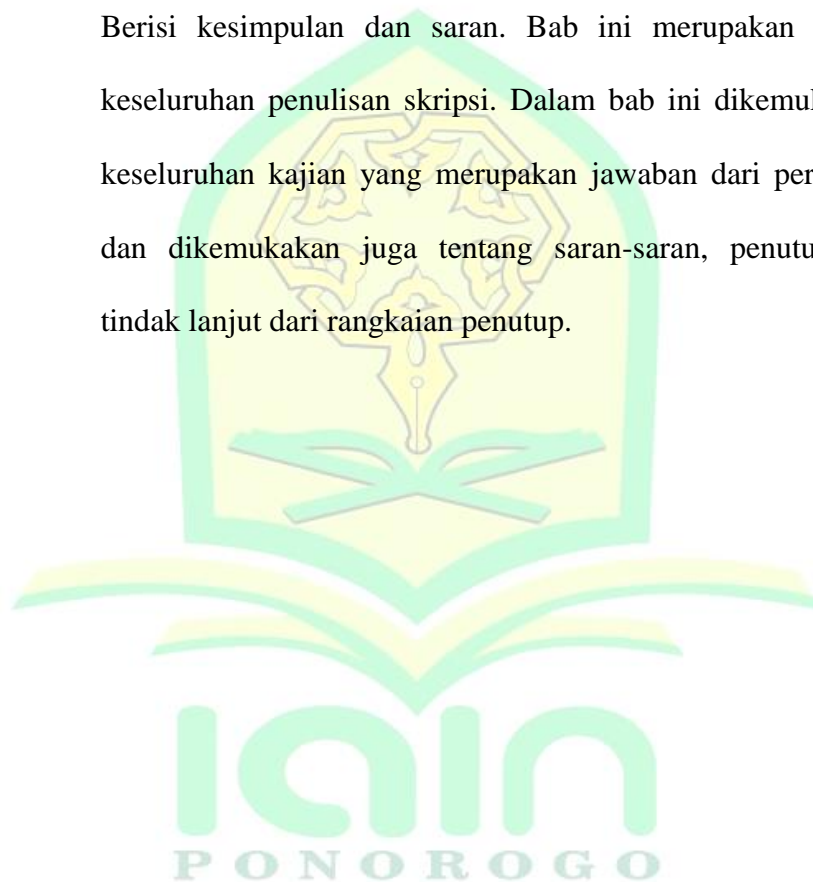 Berisi kesimpulan dan saran. Bab ini merupakan
keseluruhan penulisan skripsi. Dalam bab ini
keseluruhan kajian yang merupakan jawaban dari
dan dikemukakan juga tentang saran-saran,
tindak lanjut dari rangkaian penutup.
iain
PONOROGO